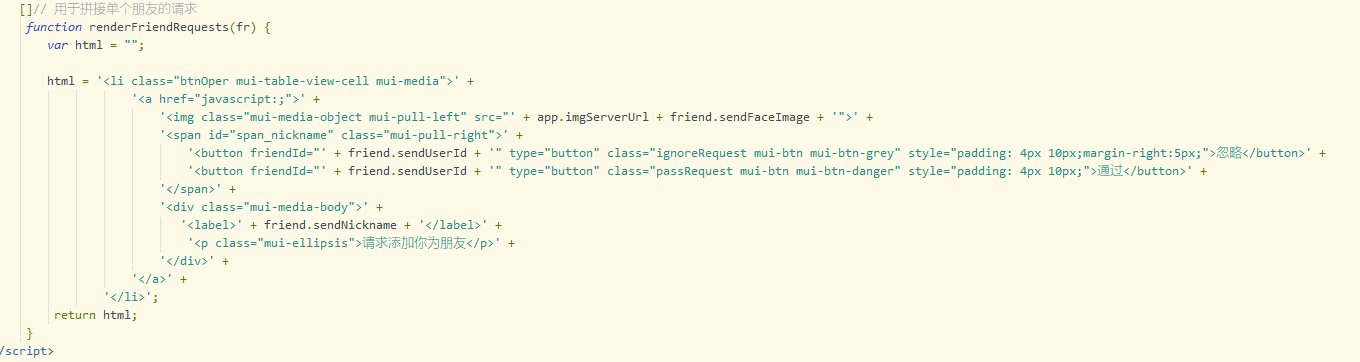 []// 用于拼接单个朋友的请求
function renderFriendRequests(fr) {
var html = "";
html = '<li class="btnOper mui-table-view-cell mui-media">' +
'<a href="javascript:;">' +
'<img class="mui-media-object mui-pull-left" src="' + app.imgServerUrl + friend.sendFaceImage + '">' +
'<span id="span_nickname" class="mui-pull-right">' +
'<button friendId="' + friend.sendUserId + '" type="button" class="ignoreRequest mui-btn mui-btn-grey" style="padding: 4px 10px;margin-right:5px;">忽略</button>' +
'<button friendId="' + friend.sendUserId + '" type="button" class="passRequest mui-btn mui-btn-danger" style="padding: 4px 10px;">通过</button>' +
'</span>' +
'<div class="mui-media-body">' +
'<label>' + friend.sendNickname + '</label>' +
'<p class="mui-ellipsis">请求添加你为朋友</p>' +
'</div>' +
'</a>' +
'</li>';
return html;
}
/script>